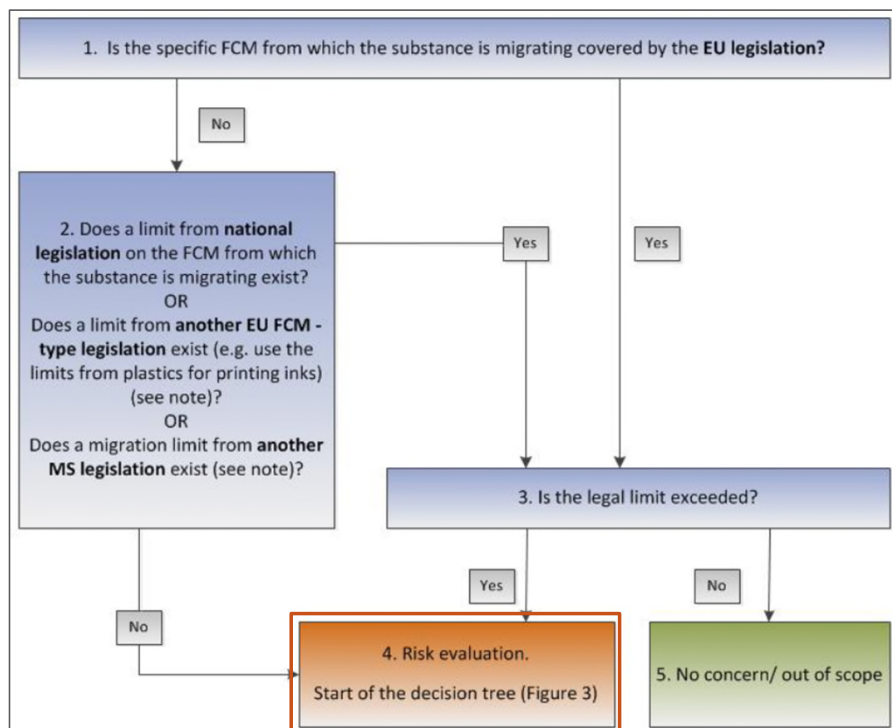 1. Is the specific FCM from which the substance is migrating covered by the EU legislation?
No
2. Does a limit from national
legislation on the FCM from which
the substance is migrating exist?
OR
Does a limit from another EU FCM -
type legislation exist (e.g. use the
limits from plastics for printing inks)
(see note)?
OR
Does a migration limit from another
MS legislation exist (see note)?
Yes
Yes
3. Is the legal limit exceeded?
Yes
No
No
4. Risk evaluation.
Start of the decision tree (Figure 3)
5. No concern/ out of scope